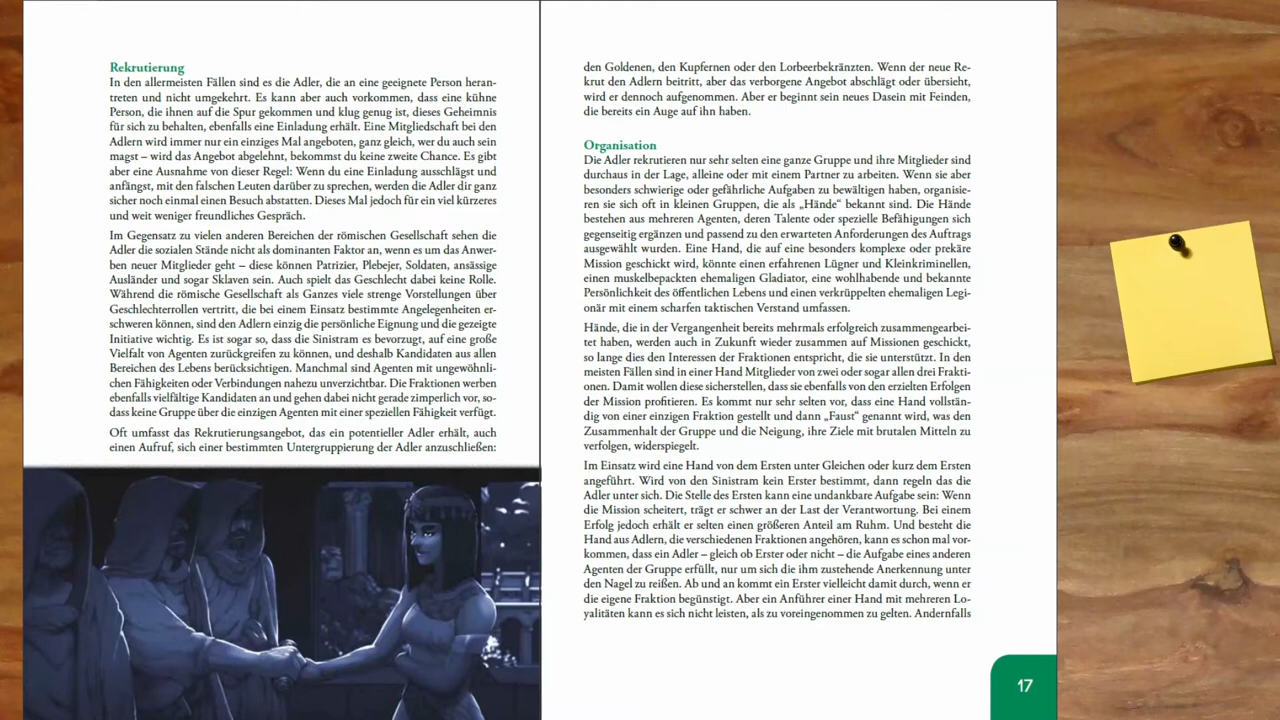 Rekrutierung
In den allermeisten Fällen sind es die Adler, die an eine geeignete Person heran-
treten und nicht umgekehrt. Es kann aber auch vorkommen, dass eine kühne
Person, die ihnen auf die Spur gekommen und klug genug ist, dieses Geheimnis
für sich zu behalten, ebenfalls eine Einladung erhält. Eine Mitgliedschaft bei den
Adlern wird immer nur ein einziges Mal angeboten, ganz gleich, wer du auch sein
magst – wird das Angebot abgelehnt, bekommst du keine zweite Chance. Es gibt
aber eine Ausnahme von dieser Regel: Wenn du eine Einladung ausschlägst und
anfängst, mit den falschen Leuten darüber zu sprechen, werden die Adler dir ganz
sicher noch einmal einen Besuch abstatten. Dieses Mal jedoch für ein viel kürzeres
und weit weniger freundliches Gespräch.
Im Gegensatz zu vielen anderen Bereichen der römischen Gesellschaft sehen die
Adler die sozialen Stände nicht als dominanten Faktor an, wenn es um das Anwer-
ben neuer Mitglieder geht – diese können Patrizier, Plebejer, Soldaten, ansässige
Ausländer und sogar Sklaven sein. Auch spielt das Geschlecht dabei keine Rolle.
Während die römische Gesellschaft als Ganzes viele strenge Vorstellungen über
Geschlechterrollen vertritt, die bei einem Einsatz bestimmte Angelegenheiten er-
schweren können, sind den Adlern einzig die persönliche Eignung und die gezeigte
Initiative wichtig. Es ist sogar so, dass die Sinistram es bevorzugt, auf eine große
Vielfalt von Agenten zurückgreifen zu können, und deshalb Kandidaten aus allen
Bereichen des Lebens berücksichtigen. Manchmal sind Agenten mit ungewöhnli-
chen Fähigkeiten oder Verbindungen nahezu unverzichtbar. Die Fraktionen werben
ebenfalls vielfältige Kandidaten an und gehen dabei nicht gerade zimperlich vor, so-
dass keine Gruppe über die einzigen Agenten mit einer speziellen Fähigkeit verfügt.
Oft umfasst das Rekrutierungsangebot, das ein potentieller Adler erhält, auch
einen Aufruf, sich einer bestimmten Untergruppierung der Adler anzuschließen:
den Goldenen, den Kupfernen oder den Lorbeerbekränzten. Wenn der neue Re-
krut den Adlern beitritt, aber das verborgene Angebot abschlägt oder übersieht,
wird er dennoch aufgenommen. Aber er beginnt sein neues Dasein mit Feinden,
die bereits ein Auge auf ihn haben.
Organisation
Die Adler rekrutieren nur sehr selten eine ganze Gruppe und ihre Mitglieder sind
durchaus in der Lage, alleine oder mit einem Partner zu arbeiten. Wenn sie aber
besonders schwierige oder gefährliche Aufgaben zu bewältigen haben, organisie-
ren sie sich oft in kleinen Gruppen, die als „Hände“ bekannt sind. Die Hände
bestehen aus mehreren Agenten, deren Talente oder spezielle Befähigungen sich
gegenseitig ergänzen und passend zu den erwarteten Anforderungen des Auftrags
ausgewählt wurden. Eine Hand, die auf eine besonders komplexe oder prekäre
Mission geschickt wird, könnte einen erfahrenen Lügner und Kleinkriminellen,
einen muskelbepackten ehemaligen Gladiator, eine wohlhabende und bekannte
Persönlichkeit des öffentlichen Lebens und einen verkrüppelten ehemaligen Legi-
onär mit einem scharfen taktischen Verstand umfassen.
Hände, die in der Vergangenheit bereits mehrmals erfolgreich zusammengearbei-
tet haben, werden auch in Zukunft wieder zusammen auf Missionen geschickt,
so lange dies den Interessen der Fraktionen entspricht, die sie unterstützt. In den
meisten Fällen sind in einer Hand Mitglieder von zwei oder sogar allen drei Frakti-
onen. Damit wollen diese sicherstellen, dass sie ebenfalls von den erzielten Erfolgen
der Mission profitieren. Es kommt nur sehr selten vor, dass eine Hand vollstän-
dig von einer einzigen Fraktion gestellt und dann „Faust“ genannt wird, was den
Zusammenhalt der Gruppe und die Neigung, ihre Ziele mit brutalen Mitteln zu
verfolgen, widerspiegelt.
Im Einsatz wird eine Hand von dem Ersten unter Gleichen oder kurz dem Ersten
angeführt. Wird von den Sinistram kein Erster bestimmt, dann regeln das die
Adler unter sich. Die Stelle des Ersten kann eine undankbare Aufgabe sein: Wenn
die Mission scheitert, trägt er schwer an der Last der Verantwortung. Bei einem
Erfolg jedoch erhält er selten einen größeren Anteil am Ruhm. Und besteht die
Hand aus Adlern, die verschiedenen Fraktionen angehören, kann es schon mal vor-
kommen, dass ein Adler – gleich ob Erster oder nicht – die Aufgabe eines anderen
Agenten der Gruppe erfüllt, nur um sich die ihm zustehende Anerkennung unter
den Nagel zu reißen. Ab und an kommt ein Erster vielleicht damit durch, wenn er
die eigene Fraktion begünstigt. Aber ein Anführer einer Hand mit mehreren Lo-
yalitäten kann es sich nicht leisten, als zu voreingenommen zu gelten. Andernfalls
17